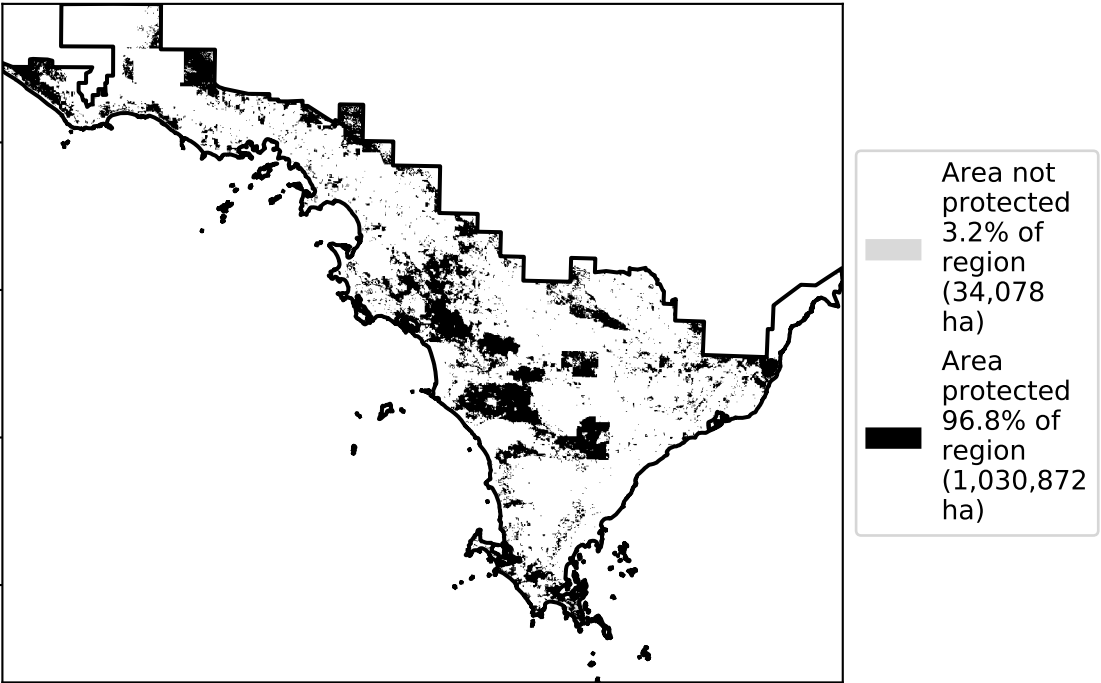 Area not
protected
3.2% of
region
(34,078
ha)
Area
protected
96.8% of
region
(1,030,872
ha)